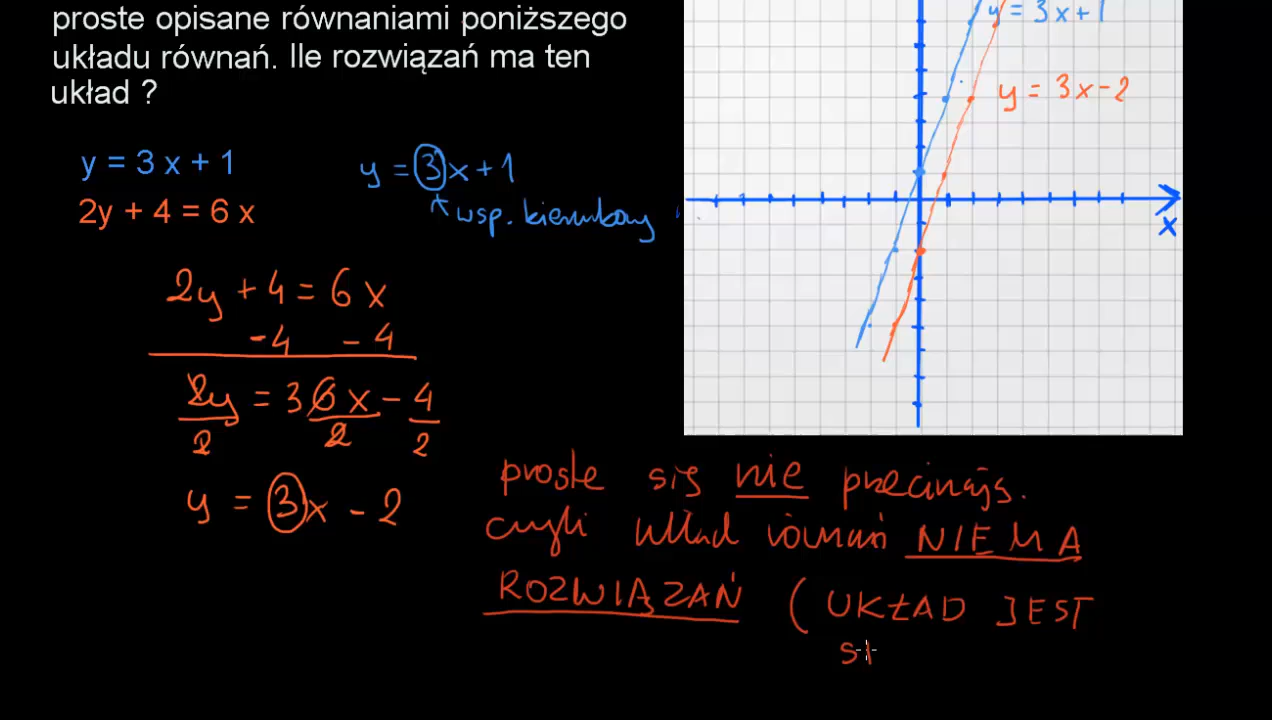 proste opisane równaniami poniższego
układu równań. Ile rozwiązań ma ten
układ ?
y = 3 x + 1
2y + 4 = 6 x
y = 3x + 1
wsp. kierunkowy
2y + 4 = 6 x
-4 - 4
2y = 3 6 x - 4
2 2 2
y = 3x - 2
y = 3x+1
y = 3x-2
x
proste się nie przecinają.
czyli układ równań NIE MA
ROZWIĄZAŃ ( UKŁAD JEST